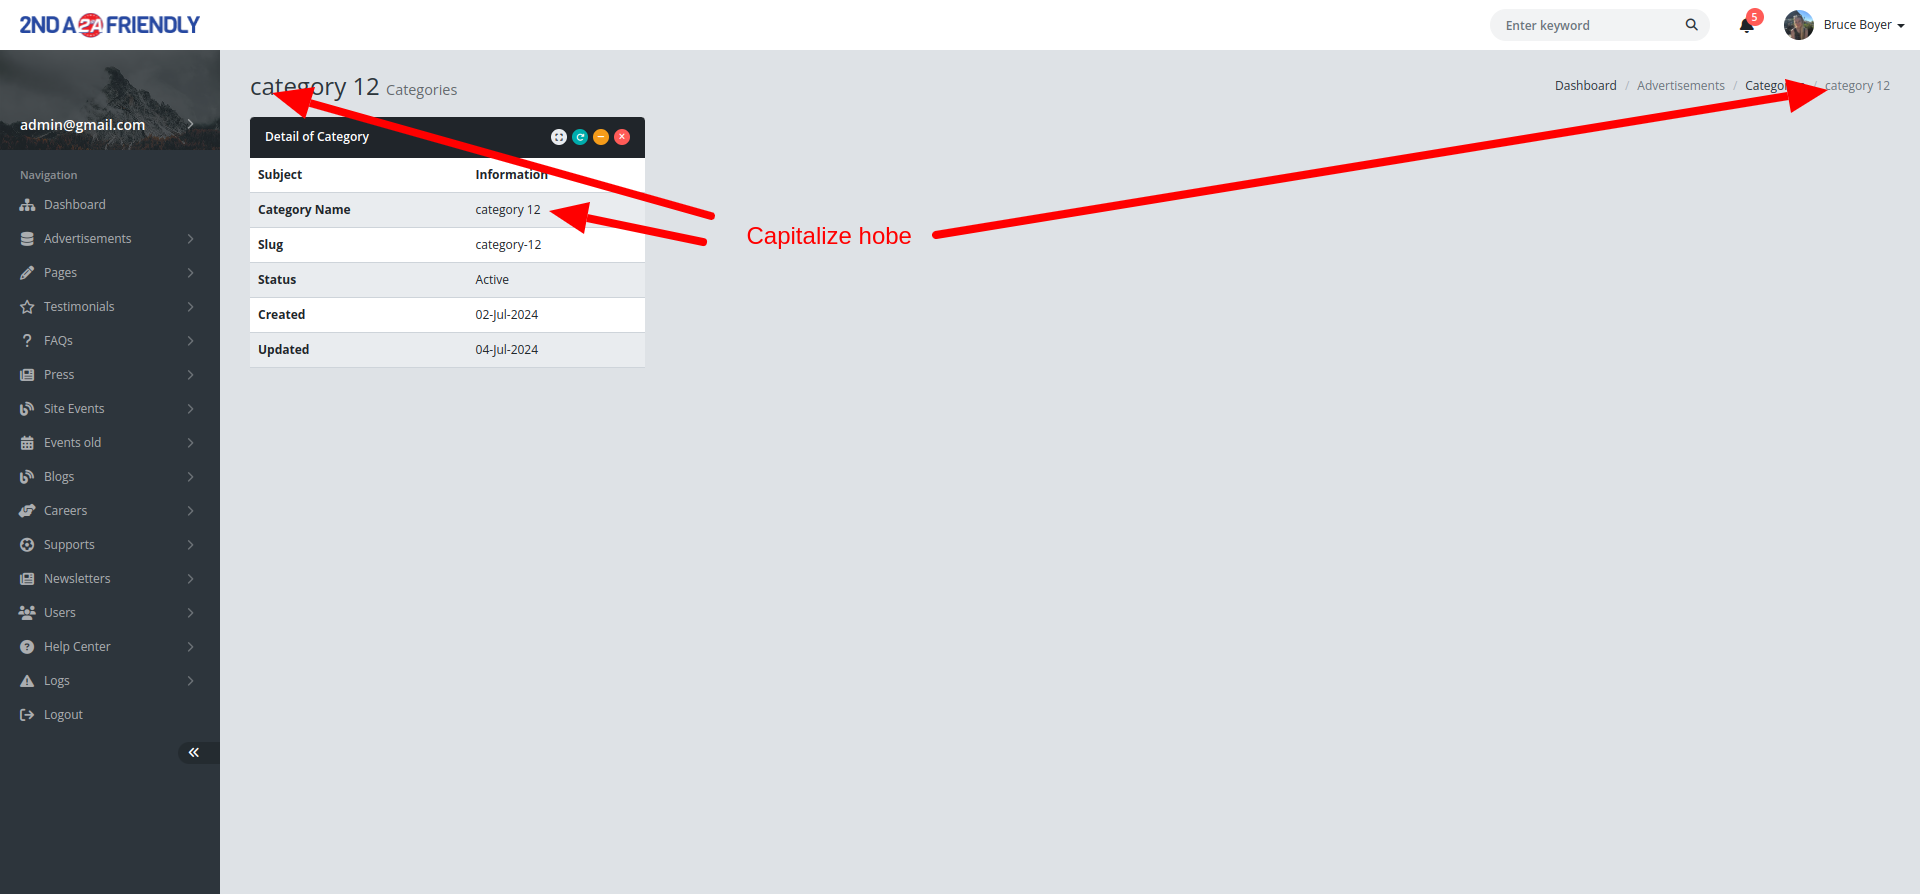 2ND A 2A FRIENDLY
Enter keyword
5
Bruce Boyer
admin@gmail.com
Navigation
Dashboard
Advertisements
Pages
Testimonials
FAQs
Press
Site Events
Events old
Blogs
Careers
Supports
Newsletters
Users
Help Center
Logs
Logout
category 12 Categories
Dashboard / Advertisements / / category 12
Detail of Category
Subject Information
Category Name category 12
Slug category-12
Status Active
Created 02-Jul-2024
Updated 04-Jul-2024
Capitalize hobe